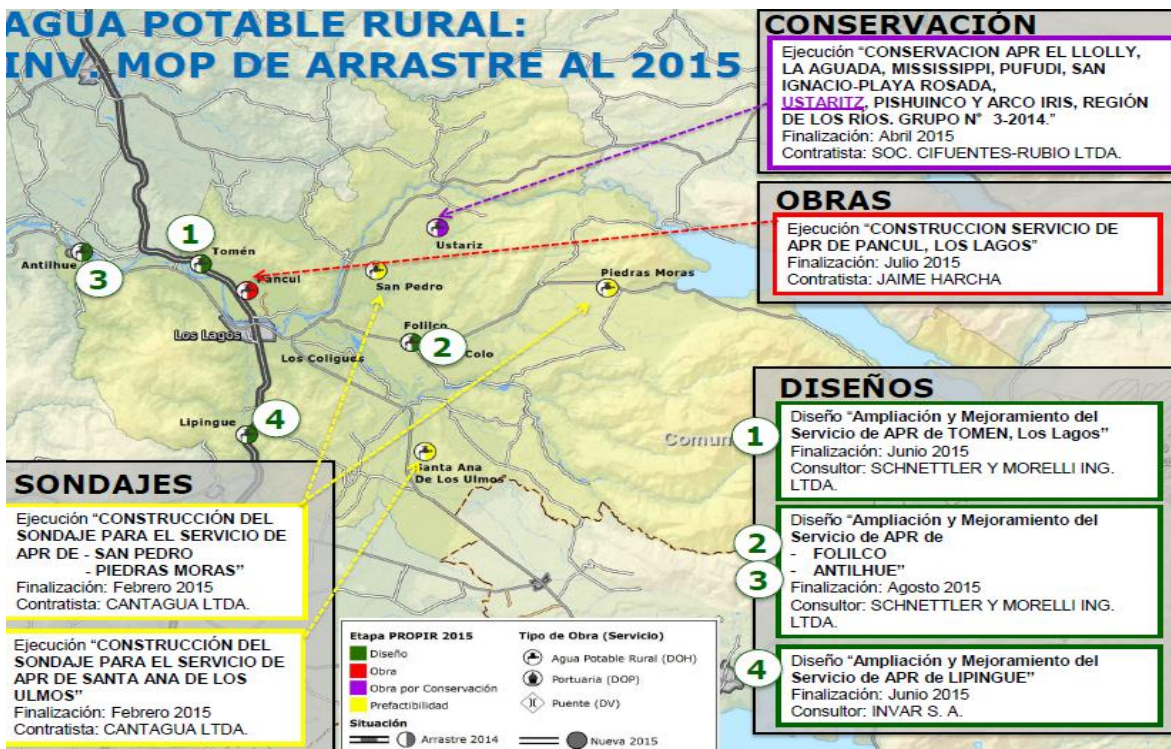 AGUA POTABLE RURAL:
INV. MOP DE ARRASTRE AL 2015
CONSERVACIÓN
Ejecución “CONSERVACION APR EL LLOLLY,
LA AGUADA, MISSISSIPPI, PUFUDI, SAN
IGNACIO-PLAYA ROSADA,
USTARITZ, PISHUINCO Y ARCO IRIS, REGIÓN
DE LOS RÍOS. GRUPO N° 3-2014.”
Finalización: Abril 2015
Contratista: SOC. CIFUENTES-RUBIO LTDA.
OBRAS
Ejecución “CONSTRUCCION SERVICIO DE
APR DE PANCUL, LOS LAGOS”
Finalización: Julio 2015
Contratista: JAIME HARCHA
1
Tomén
Antilhue
3
Pancul
Ustariz
San Pedro
Piedras Moras
Los Lagos
Folilco
2
Colo
Los Coligues
Lipingue
4
Santa Ana
De Los Ulmos
Comun
DISEÑOS
1
Diseño “Ampliación y Mejoramiento del
Servicio de APR de TOMEN, Los Lagos”
Finalización: Junio 2015
Consultor: SCHNETTLER Y MORELLI ING.
LTDA.
2
3
Diseño “Ampliación y Mejoramiento del
Servicio de APR de
- FOLILCO
- ANTILHUE”
Finalización: Agosto 2015
Consultor: SCHNETTLER Y MORELLI ING.
LTDA.
4
Diseño “Ampliación y Mejoramiento del
Servicio de APR de LIPINGUE”
Finalización: Junio 2015
Consultor: INVAR S. A.
SONDAJES
Ejecución “CONSTRUCCIÓN DEL
SONDAJE PARA EL SERVICIO DE
APR DE - SAN PEDRO
- PIEDRAS MORAS”
Finalización: Febrero 2015
Contratista: CANTAGUA LTDA.
Ejecución “CONSTRUCCIÓN DEL
SONDAJE PARA EL SERVICIO DE
APR DE SANTA ANA DE LOS
ULMOS”
Finalización: Febrero 2015
Contratista: CANTAGUA LTDA.
Etapa PROPIR 2015
Diseño
Obra
Obra por Conservación
Prefactibilidad
Situación
Arrastre 2014
Tipo de Obra (Servicio)
Agua Potable Rural (DOH)
Portuaria (DOP)
Puente (DV)
Nueva 2015